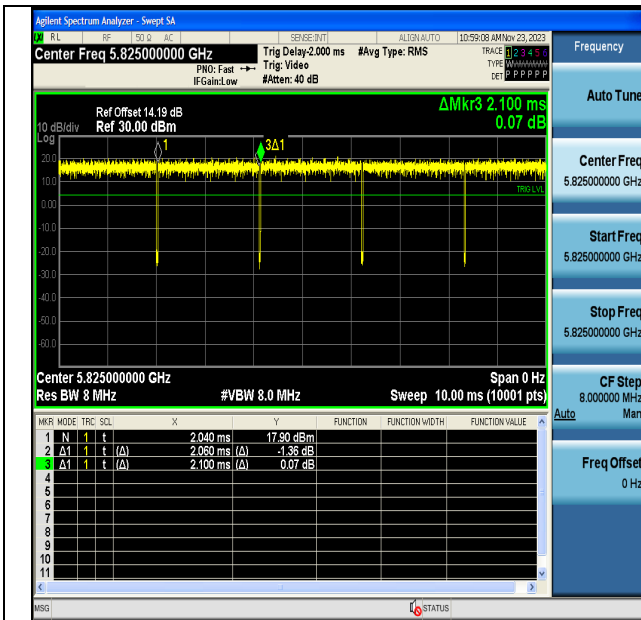 Agilent Spectrum Analyzer - Swept SA
RL RF 50 Ω AC SENSE:INT ALIGN AUTO 10:59:08 AM Nov 23, 2023
Center Freq 5.825000000 GHz
PNO: Fast
IFGain:Low
Trig Delay-2.000 ms
Trig: Video
#Atten: 40 dB
#Avg Type: RMS
TRACE 1 2 3 4 5 6
TYPE WWWWWW
DET P P P P P P
Ref Offset 14.19 dB
10 dB/div Ref 30.00 dBm
Log
ΔMkr3 2.100 ms
0.07 dB
1
3Δ1
20.0
10.0
0.00
-10.0
-20.0
-30.0
-40.0
-50.0
-60.0
TRIG LVL
Center 5.825000000 GHz Span 0 Hz
Res BW 8 MHz #VBW 8.0 MHz Sweep 10.00 ms (10001 pts)
MKR MODE TRC SCL X Y FUNCTION FUNCTION WIDTH FUNCTION VALUE
1 N 1 t 2.040 ms 17.90 dBm
2 Δ1 1 t (Δ) 2.060 ms (Δ) -1.36 dB
3 Δ1 1 t (Δ) 2.100 ms (Δ) 0.07 dB
4
5
6
7
8
9
10
11
MSG STATUS
Frequency
Auto Tune
Center Freq
5.825000000 GHz
Start Freq
5.825000000 GHz
Stop Freq
5.825000000 GHz
CF Step
8.000000 MHz
Auto Man
Freq Offset
0 Hz